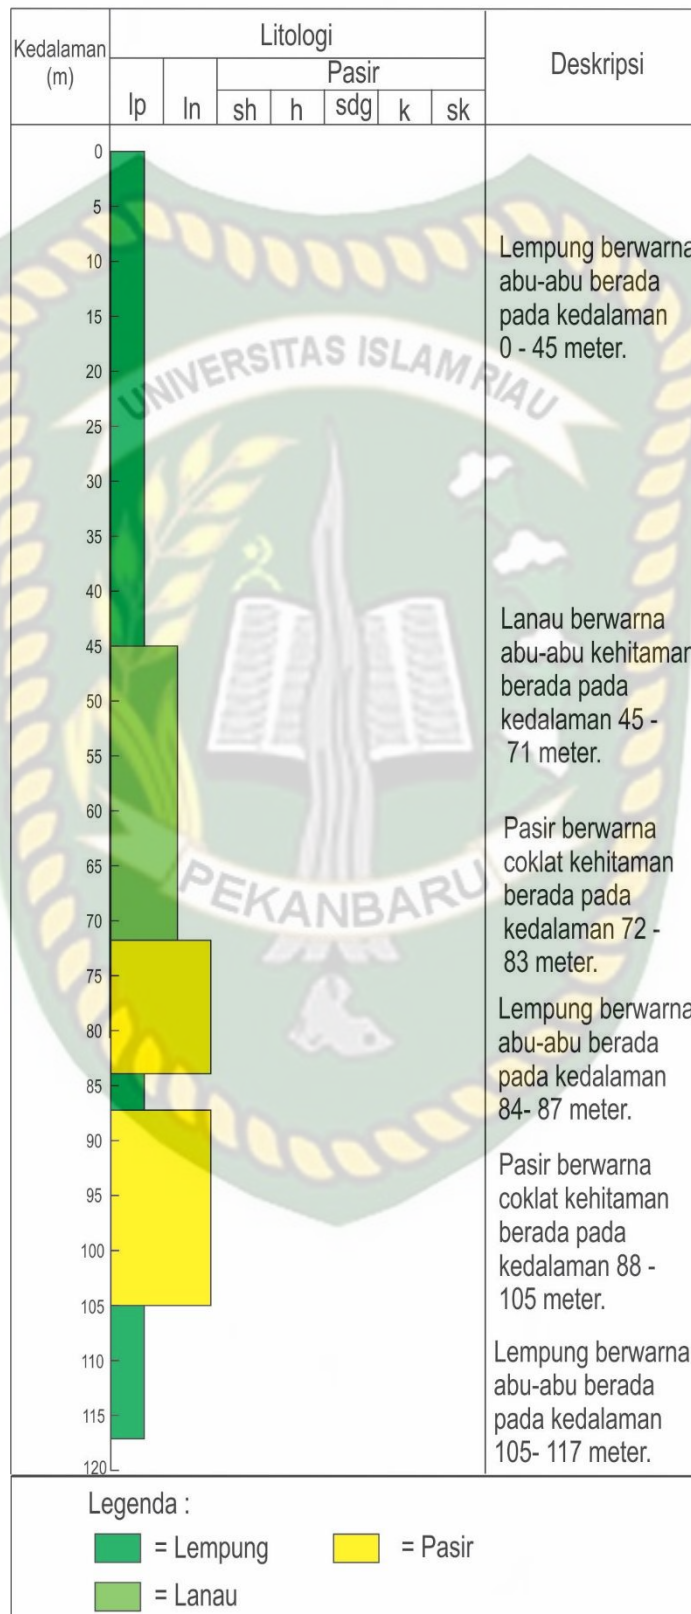 Kedalaman
(m)
Litologi
Pasir
lp ln sh h sdg k sk
Deskripsi
0
5
10
15
20
25
30
35
40
45
50
55
60
65
70
75
80
85
90
95
100
105
110
115
120
UNIVERSITAS ISLAM RIAU
PEKANBARU
Lempung berwarna
abu-abu berada
pada kedalaman
0 - 45 meter.
Lanau berwarna
abu-abu kehitaman
berada pada
kedalaman 45 -
71 meter.
Pasir berwarna
coklat kehitaman
berada pada
kedalaman 72 -
83 meter.
Lempung berwarna
abu-abu berada
pada kedalaman
84- 87 meter.
Pasir berwarna
coklat kehitaman
berada pada
kedalaman 88 -
105 meter.
Lempung berwarna
abu-abu berada
pada kedalaman
105- 117 meter.
Legenda :
= Lempung = Pasir
= Lanau